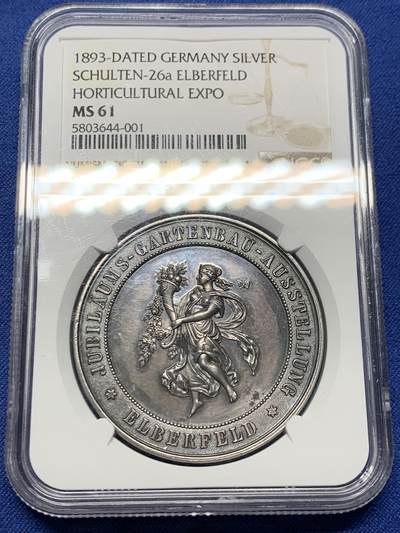 1893-DATED GERMANY SILVER
SCHULTEN-26a ELBERFELD
HORTICULTURAL EXPO
MS 61
5803644-001
JUBILÄUMS-GARTENBAU-AUSSTELLUNG
* ELBERFELD *